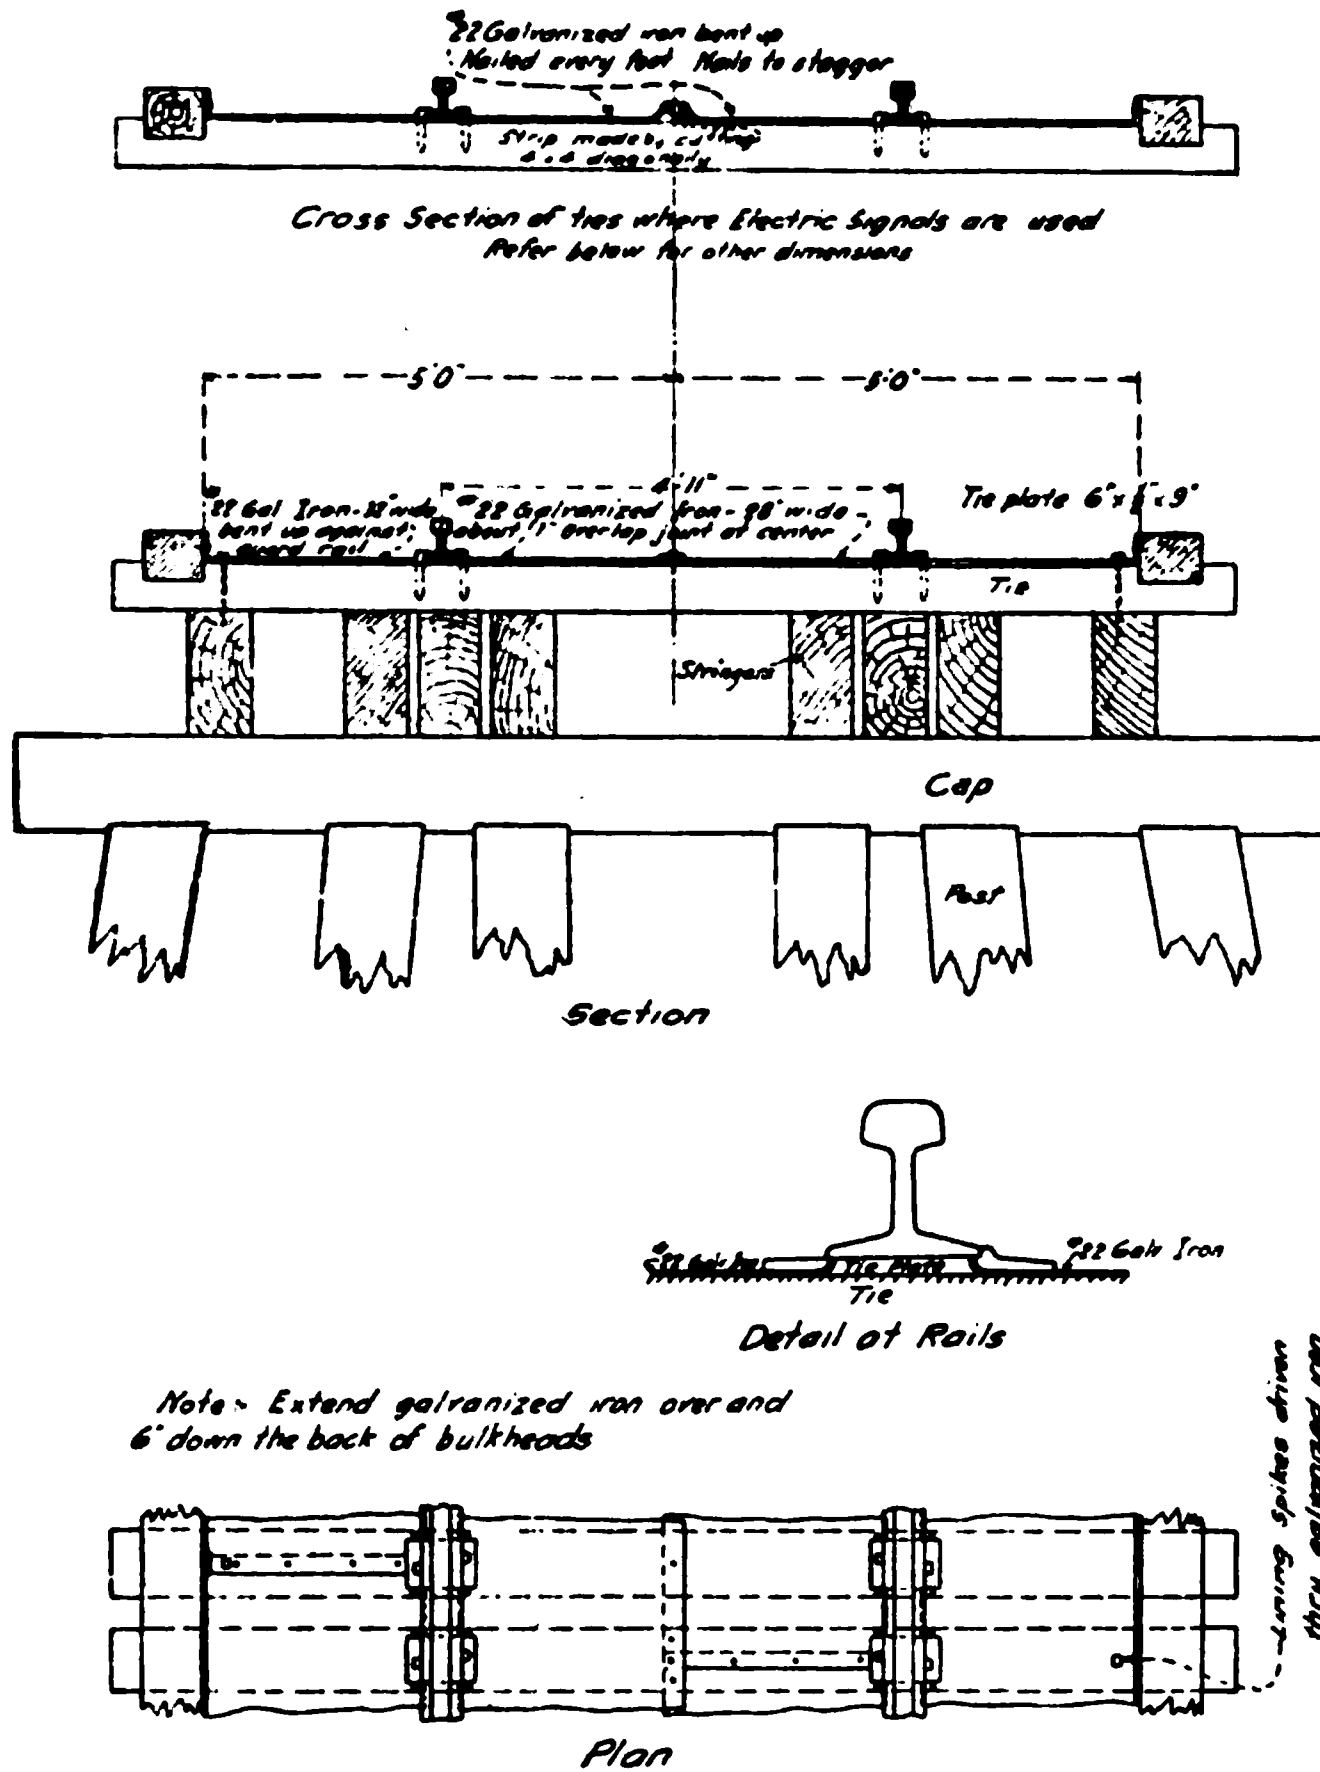 #22 Galvanized iron bent up
Nailed every foot Nails to stagger
Strip made by cutting
4 x 4 diagonally
Cross Section of ties where Electric Signals are used
Refer below for other dimensions
5'0" 5'0"
4'11"
#22 Gal Iron - wide
bent up against
guard rail
#22 Galvanized Iron - 28" wide
about 1" overlap joint at center
Tie plate 6" x 9"
Tie
Stringers
Cap
Post
Section
#22 Galv Iron
Tie Plate
#22 Galv Iron
Tie
Detail at Rails
Note - Extend galvanized iron over and
6" down the back of bulkheads
spikes driven
Plan